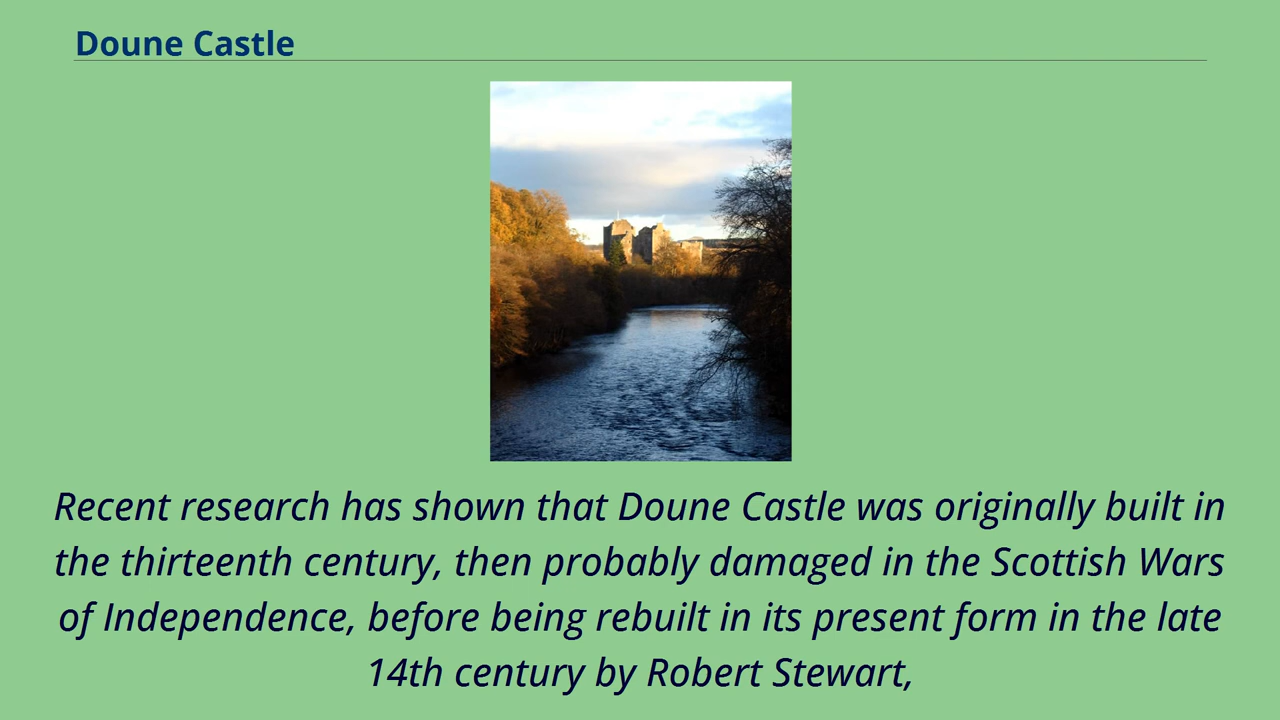 Doune Castle
Recent research has shown that Doune Castle was originally built in
the thirteenth century, then probably damaged in the Scottish Wars
of Independence, before being rebuilt in its present form in the late
14th century by Robert Stewart,